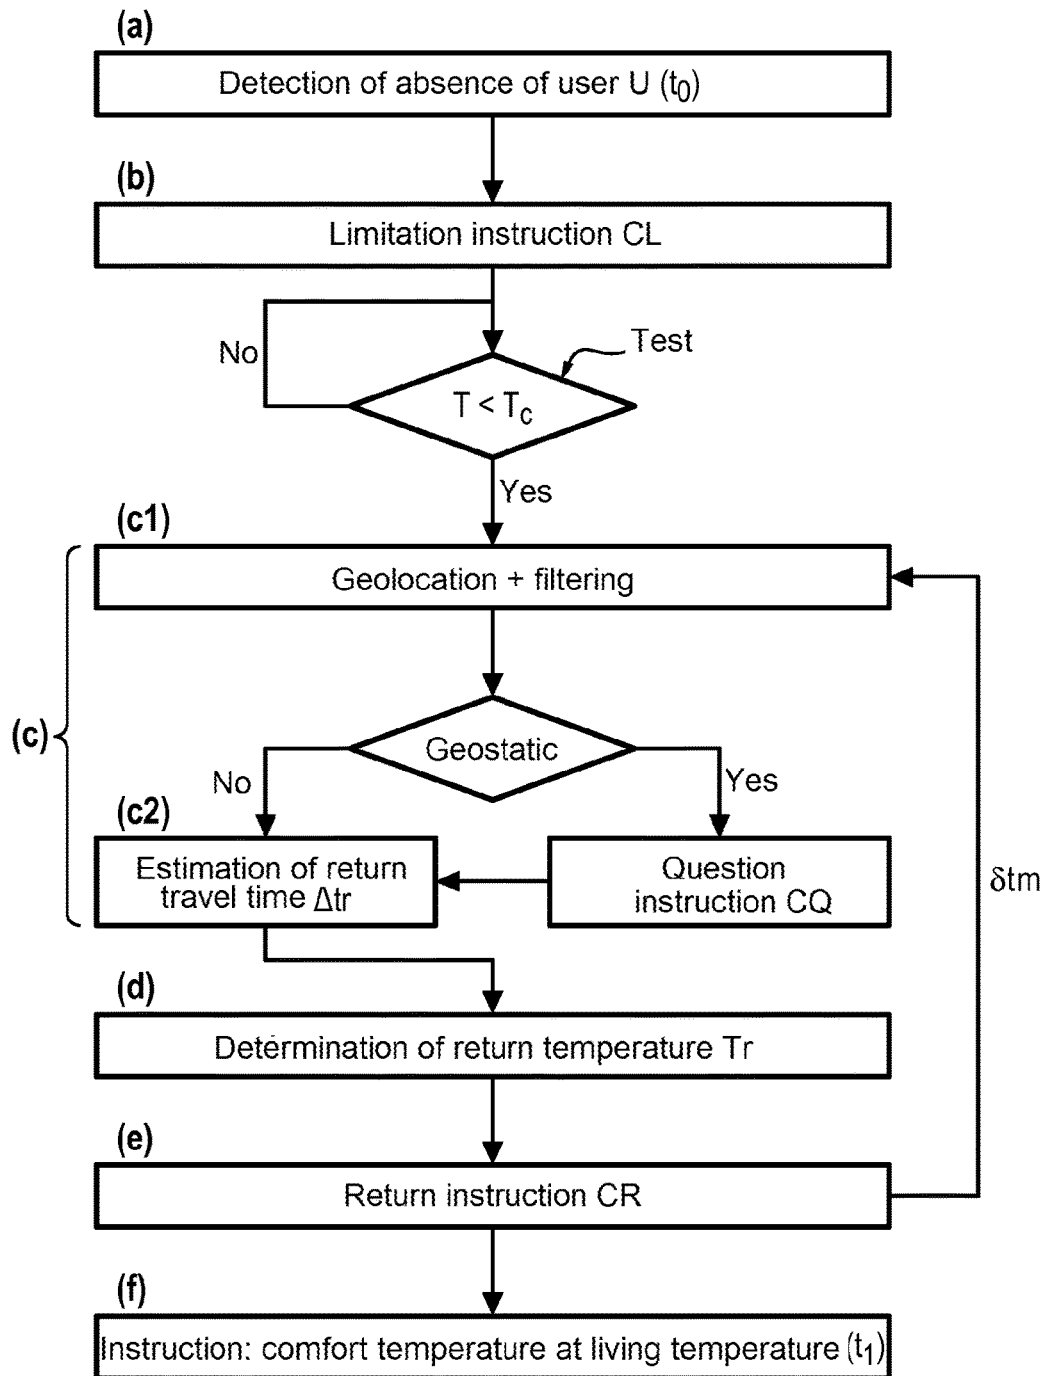 (a)
Detection of absence of user U (t0)
(b)
Limitation instruction CL
No
Test
T < Tc
Yes
(c1)
Geolocation + filtering
(c)
Geostatic
No
Yes
(c2)
Estimation of return
travel time Δtr
Question
instruction CQ
δtm
(d)
Determination of return temperature Tr
(e)
Return instruction CR
(f)
Instruction: comfort temperature at living temperature (t1)